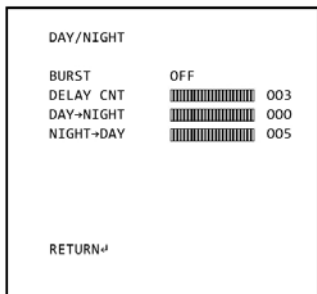 DAY/NIGHT
BURST OFF
DELAY CNT 003
DAY→NIGHT 000
NIGHT→DAY 005
RETURN↵